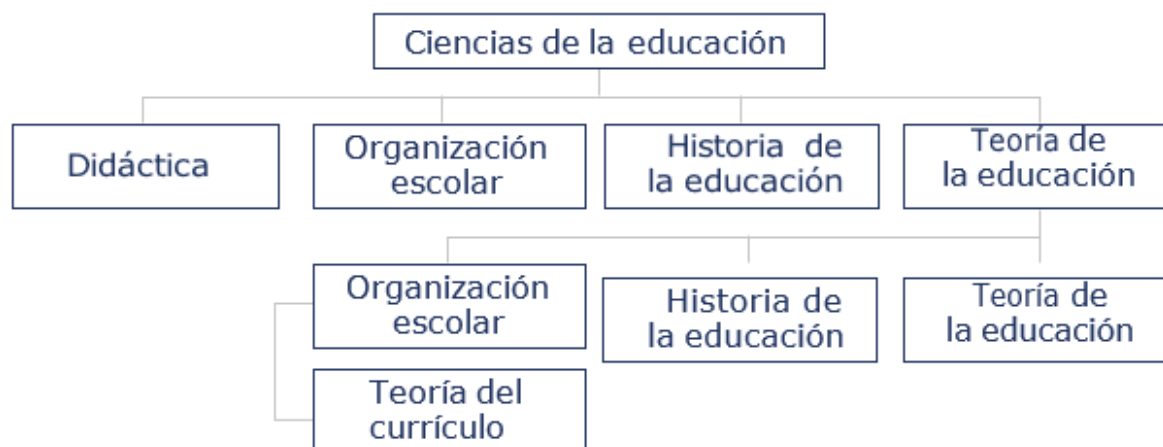 Ciencias de la educación
Didáctica
Organización
escolar
Historia de
la educación
Teoría de
la educación
Organización
escolar
Historia de
la educación
Teoría de
la educación
Teoría del
currículo